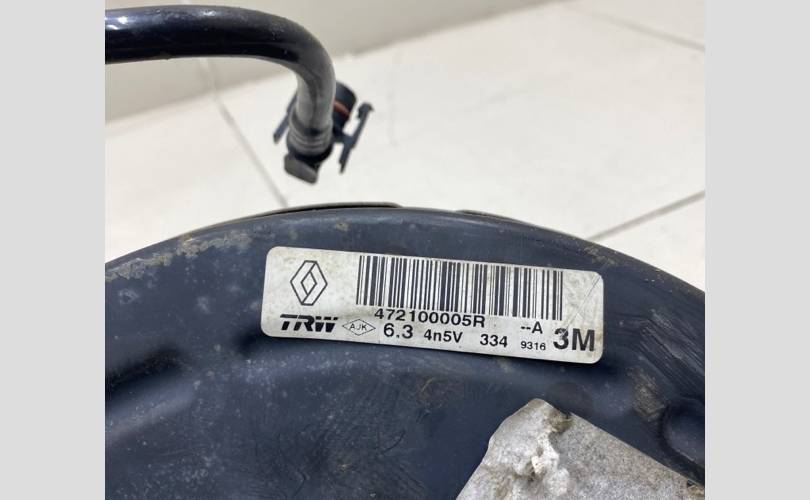 472100005R --A
TRW AJK 6.3 4n5V 334 9316 3M